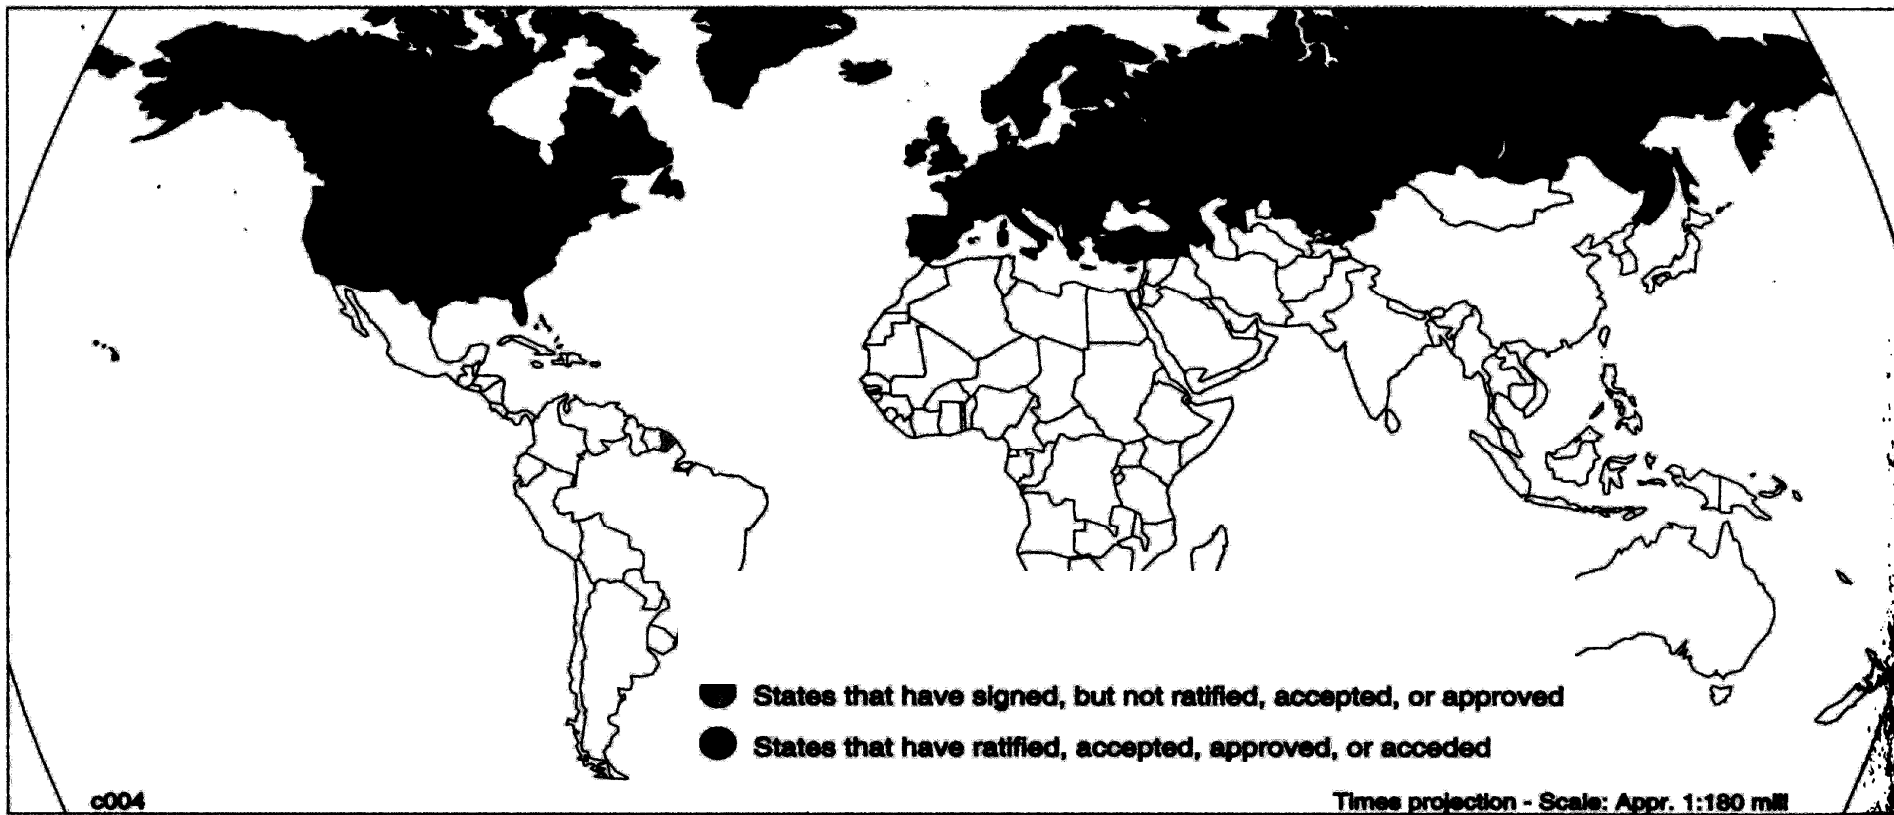 States that have signed, but not ratified, accepted, or approved
States that have ratified, accepted, approved, or acceded
c004
Times projection - Scale: Appr. 1:180 mill